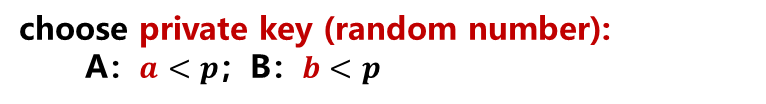 choose private key (random number):
A: a < p; B: b < p